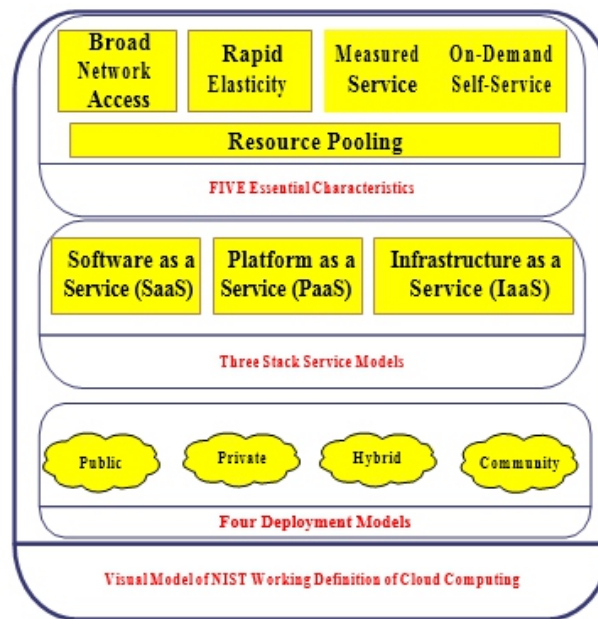 Broad
Network
Access
Rapid
Elasticity
Measured
Service
On-Demand
Self-Service
Resource Pooling
FIVE Essential Characteristics
Software as a
Service (SaaS)
Platform as a
Service (PaaS)
Infrastructure as a
Service (IaaS)
Three Stack Service Models
Public
Private
Hybrid
Community
Four Deployment Models
Visual Model of NIST Working Definition of Cloud Computing